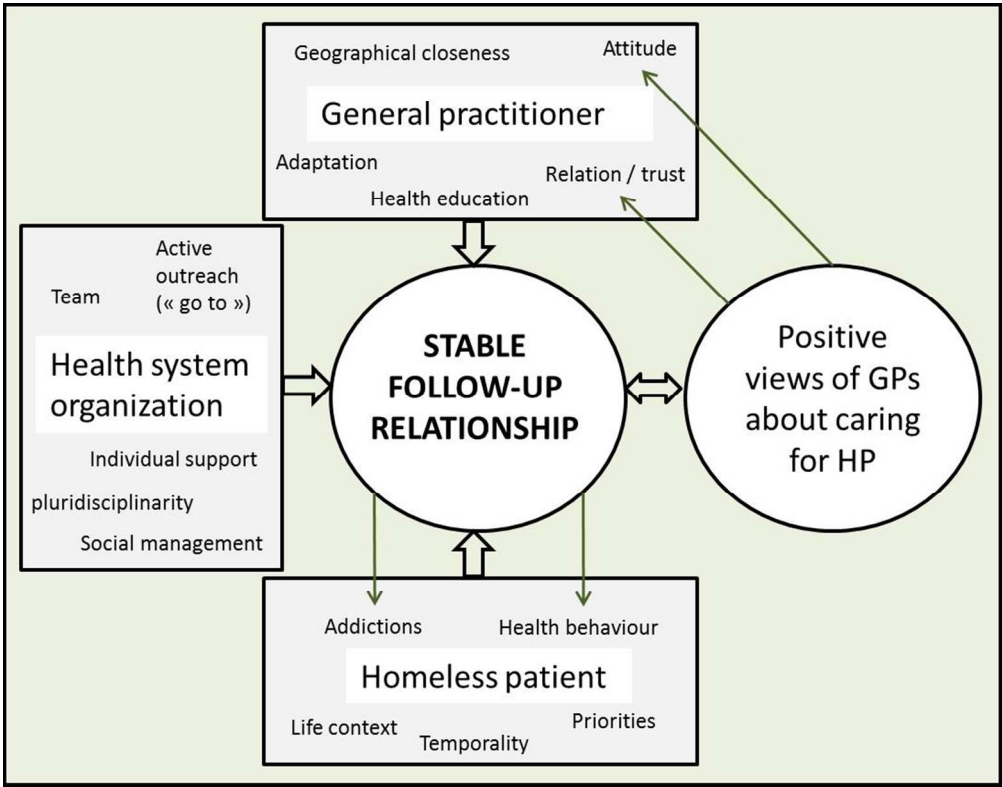 Geographical closeness
Attitude
General practitioner
Adaptation
Relation / trust
Health education
Active
outreach
(« go to »)
Team
Health system
organization
Individual support
pluridisciplinarity
Social management
STABLE
FOLLOW-UP
RELATIONSHIP
Positive
views of GPs
about caring
for HP
Addictions
Health behaviour
Homeless patient
Life context
Priorities
Temporality